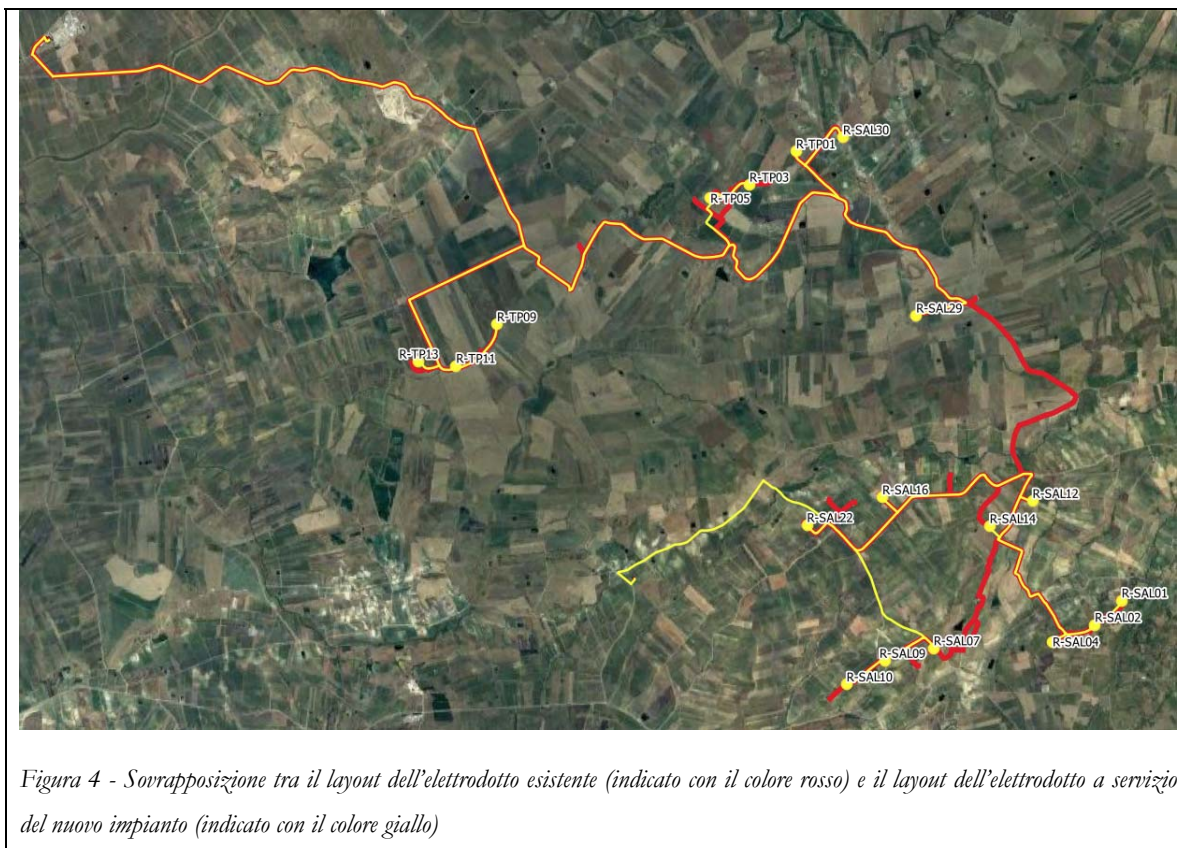 R-SAL30
R-TP01
R-TP03
R-TP05
R-SAL29
R-TP09
R-TP13
R-TP11
R-SAL16
R-SAL12
R-SAL22
R-SAL14
R-SAL01
R-SAL02
R-SAL04
R-SAL07
R-SAL09
R-SAL10
Figura 4 - Sovrapposizione tra il layout dell'elettrodotto esistente (indicato con il colore rosso) e il layout dell'elettrodotto a servizio
del nuovo impianto (indicato con il colore giallo)